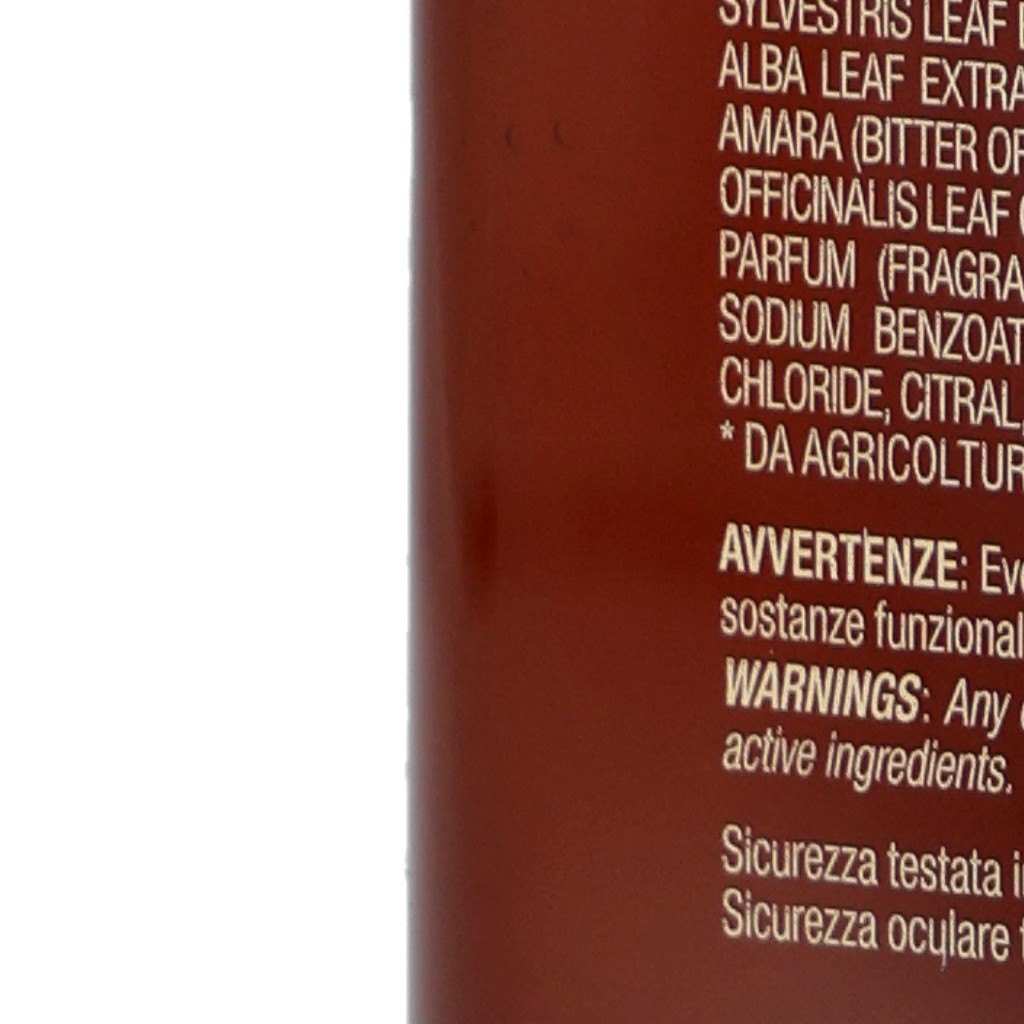 SYLVESTRIS LEAF
ALBA LEAF EXTRA
AMARA (BITTER OR
OFFICINALIS LEAF
PARFUM (FRAGRA
SODIUM BENZOAT
CHLORIDE, CITRAL,
* DA AGRICOLTUR
AVVERTENZE: Eve
sostanze funzional
WARNINGS: Any
active ingredients.
Sicurezza testata i
Sicurezza oculare t